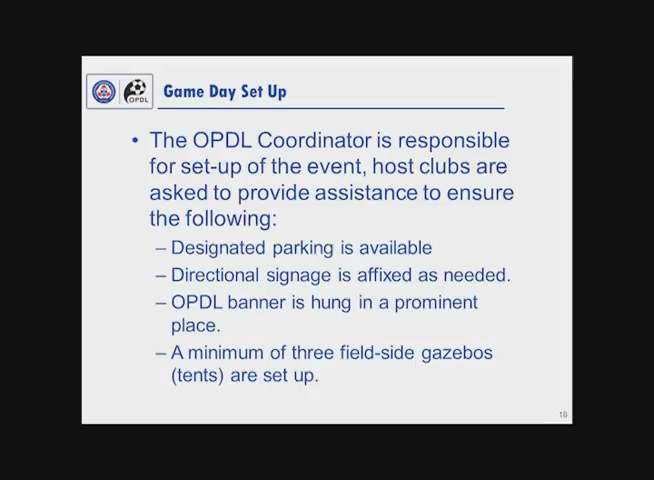 OPDL
Game Day Set Up
• The OPDL Coordinator is responsible
for set-up of the event, host clubs are
asked to provide assistance to ensure
the following:
– Designated parking is available
– Directional signage is affixed as needed.
– OPDL banner is hung in a prominent
place.
– A minimum of three field-side gazebos
(tents) are set up.